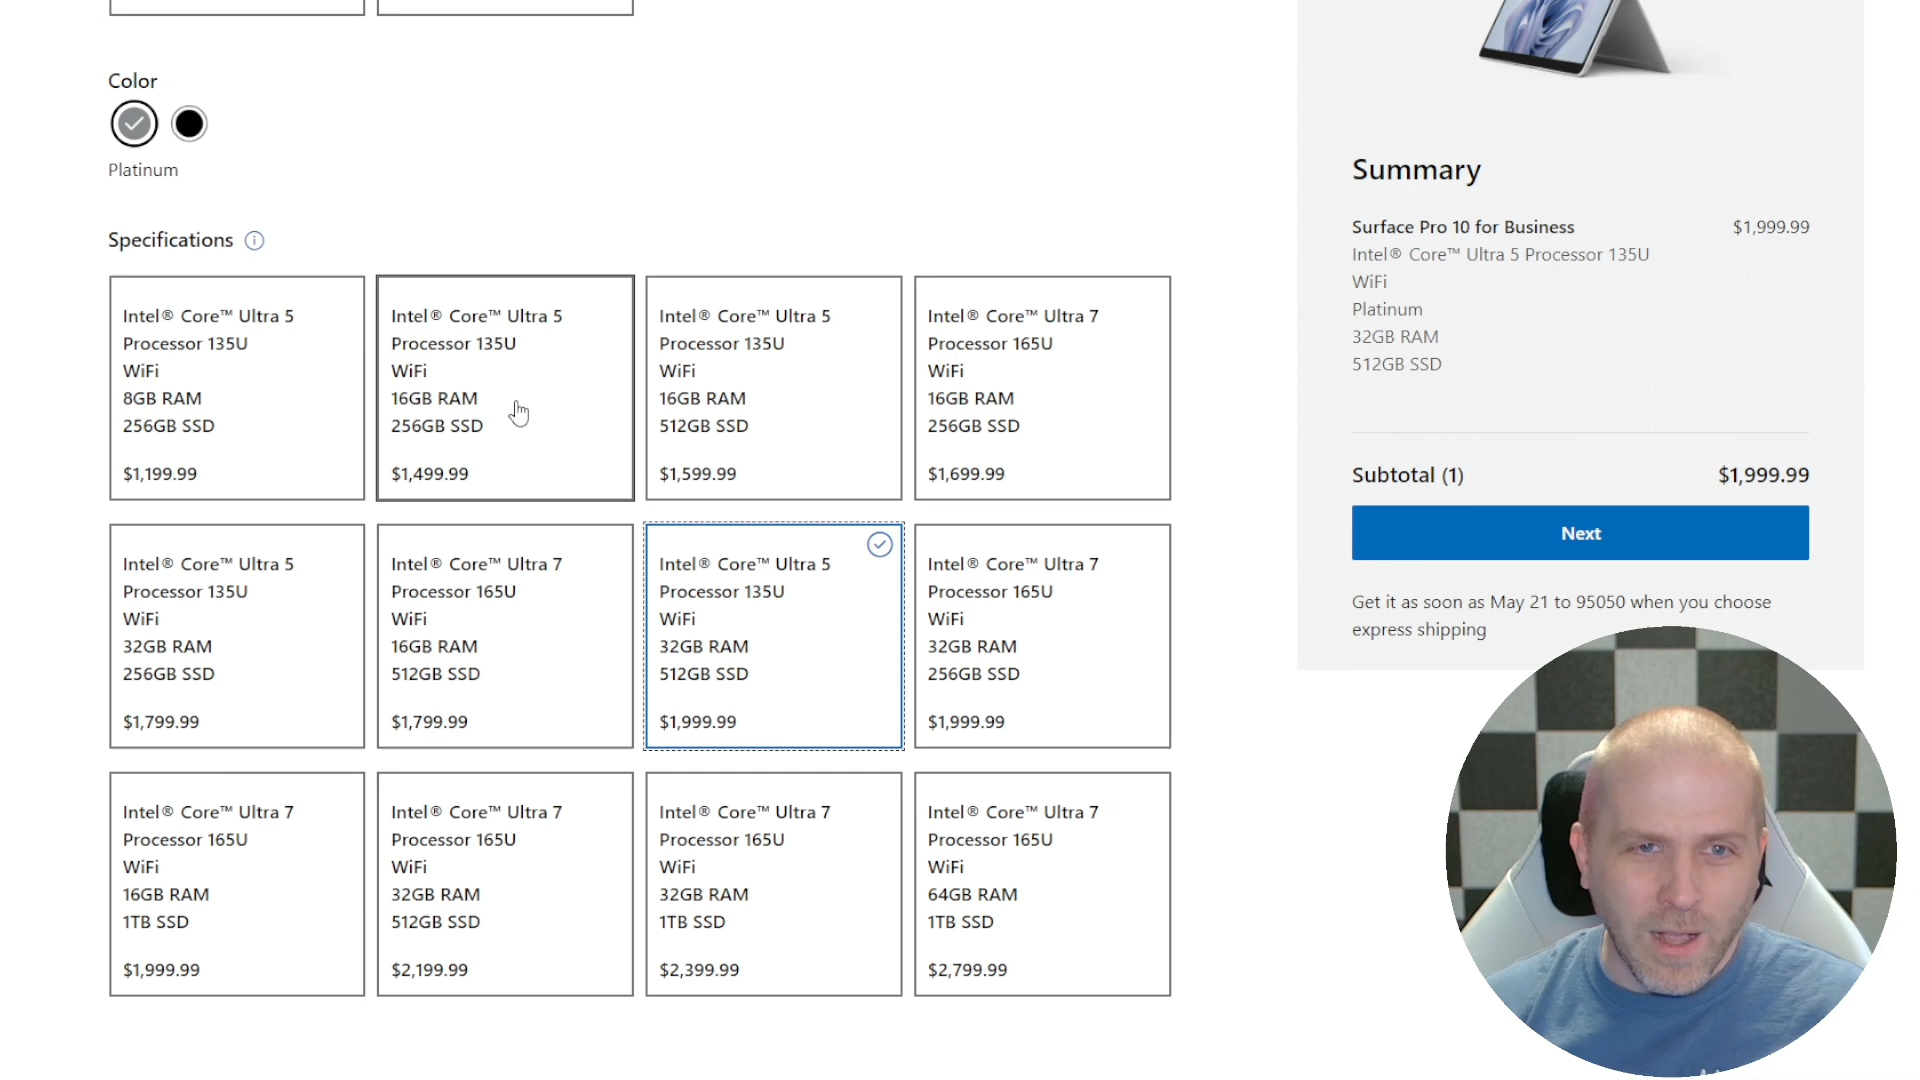 Color
Platinum
Specifications
Intel® Core™ Ultra 5
Processor 135U
WiFi
8GB RAM
256GB SSD
$1,199.99
Intel® Core™ Ultra 5
Processor 135U
WiFi
16GB RAM
256GB SSD
$1,499.99
Intel® Core™ Ultra 5
Processor 135U
WiFi
16GB RAM
512GB SSD
$1,599.99
Intel® Core™ Ultra 7
Processor 165U
WiFi
16GB RAM
256GB SSD
$1,699.99
Intel® Core™ Ultra 5
Processor 135U
WiFi
32GB RAM
256GB SSD
$1,799.99
Intel® Core™ Ultra 7
Processor 165U
WiFi
16GB RAM
512GB SSD
$1,799.99
Intel® Core™ Ultra 5
Processor 135U
WiFi
32GB RAM
512GB SSD
$1,999.99
Intel® Core™ Ultra 7
Processor 165U
WiFi
32GB RAM
256GB SSD
$1,999.99
Intel® Core™ Ultra 7
Processor 165U
WiFi
16GB RAM
1TB SSD
$1,999.99
Intel® Core™ Ultra 7
Processor 165U
WiFi
32GB RAM
512GB SSD
$2,199.99
Intel® Core™ Ultra 7
Processor 165U
WiFi
32GB RAM
1TB SSD
$2,399.99
Intel® Core™ Ultra 7
Processor 165U
WiFi
64GB RAM
1TB SSD
$2,799.99
Summary
Surface Pro 10 for Business $1,999.99
Intel® Core™ Ultra 5 Processor 135U
WiFi
Platinum
32GB RAM
512GB SSD
Subtotal (1) $1,999.99
Next
Get it as soon as May 21 to 95050 when you choose
express shipping